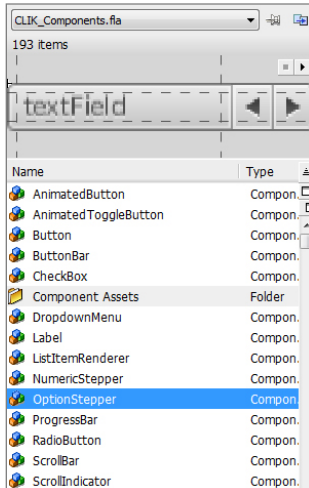 CLIK_Components.fla
193 items
textField
Name Type
AnimatedButton Compon.
AnimatedToggleButton Compon.
Button Compon.
ButtonBar Compon.
CheckBox Compon.
Component Assets Folder
DropdownMenu Compon.
Label Compon.
ListItemRenderer Compon.
NumericStepper Compon.
OptionStepper Compon.
ProgressBar Compon.
RadioButton Compon.
ScrollBar Compon.
ScrollIndicator Compon.